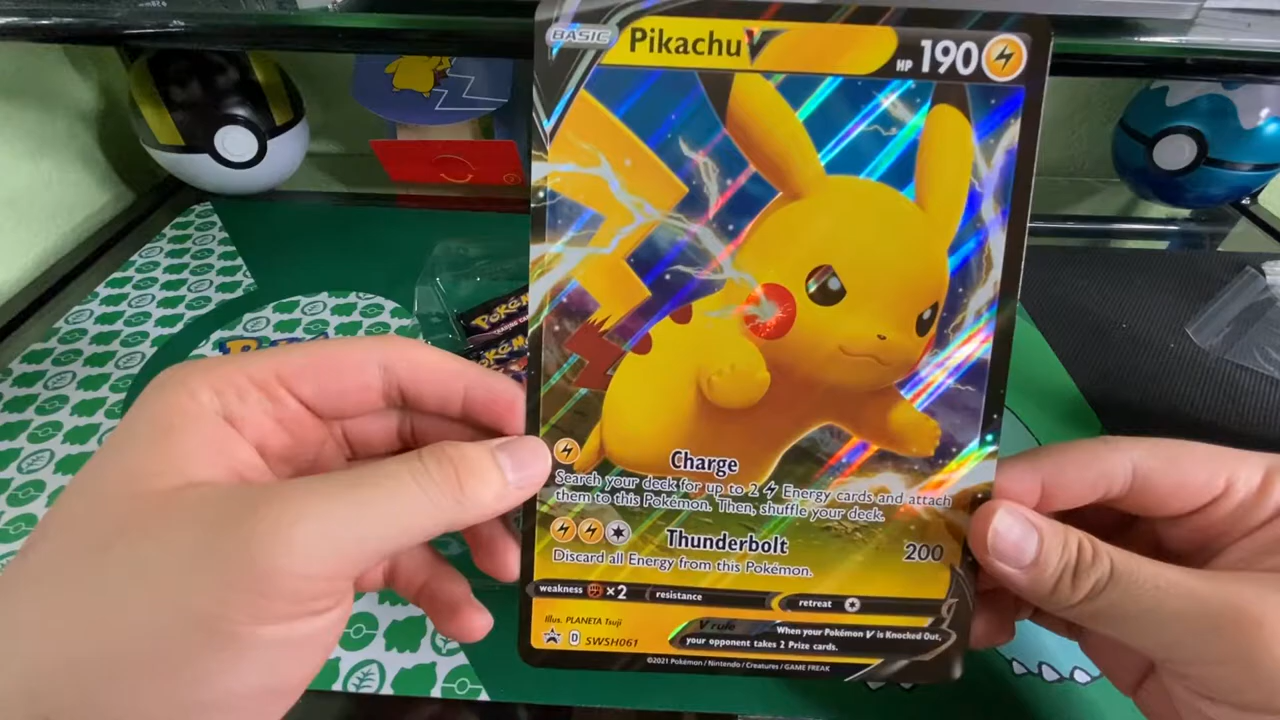 BASIC
Pikachu V
HP 190
Charge
Search your deck for up to 2 Energy cards and attach
them to this Pokémon. Then, shuffle your deck.
Thunderbolt 200
Discard all Energy from this Pokémon.
weakness ×2 resistance retreat
Illus. PLANETA Tsuji
D SWSH061
V rule When your Pokémon V is Knocked Out,
your opponent takes 2 Prize cards.
©2021 Pokémon / Nintendo / Creatures / GAME FREAK